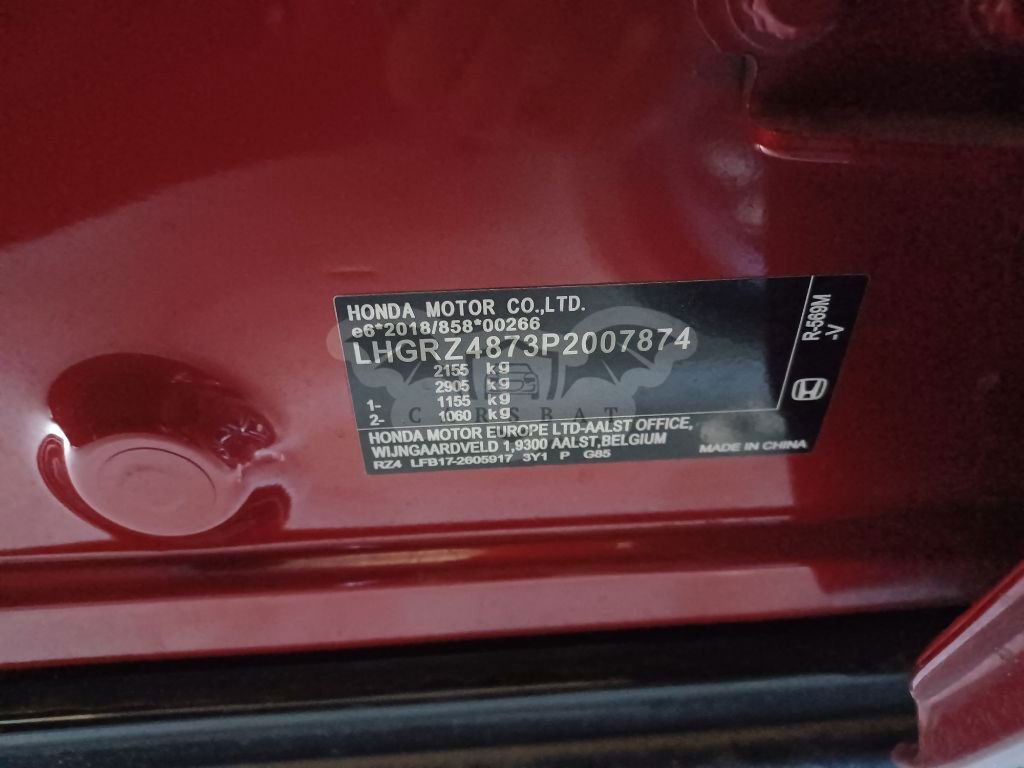 HONDA MOTOR CO.,LTD.
e6*2018/858*00266
LHGRZ4873P2007874
2155 kg
2905 kg
1- 1155 kg
2- 1060 kg
HONDA MOTOR EUROPE LTD-AALST OFFICE,
WIJNGAARDVELD 1,9300 AALST,BELGIUM
RZ4 LFB17-2605917 3Y1 P G85
MADE IN CHINA
R-569M
-V
CARSBAT